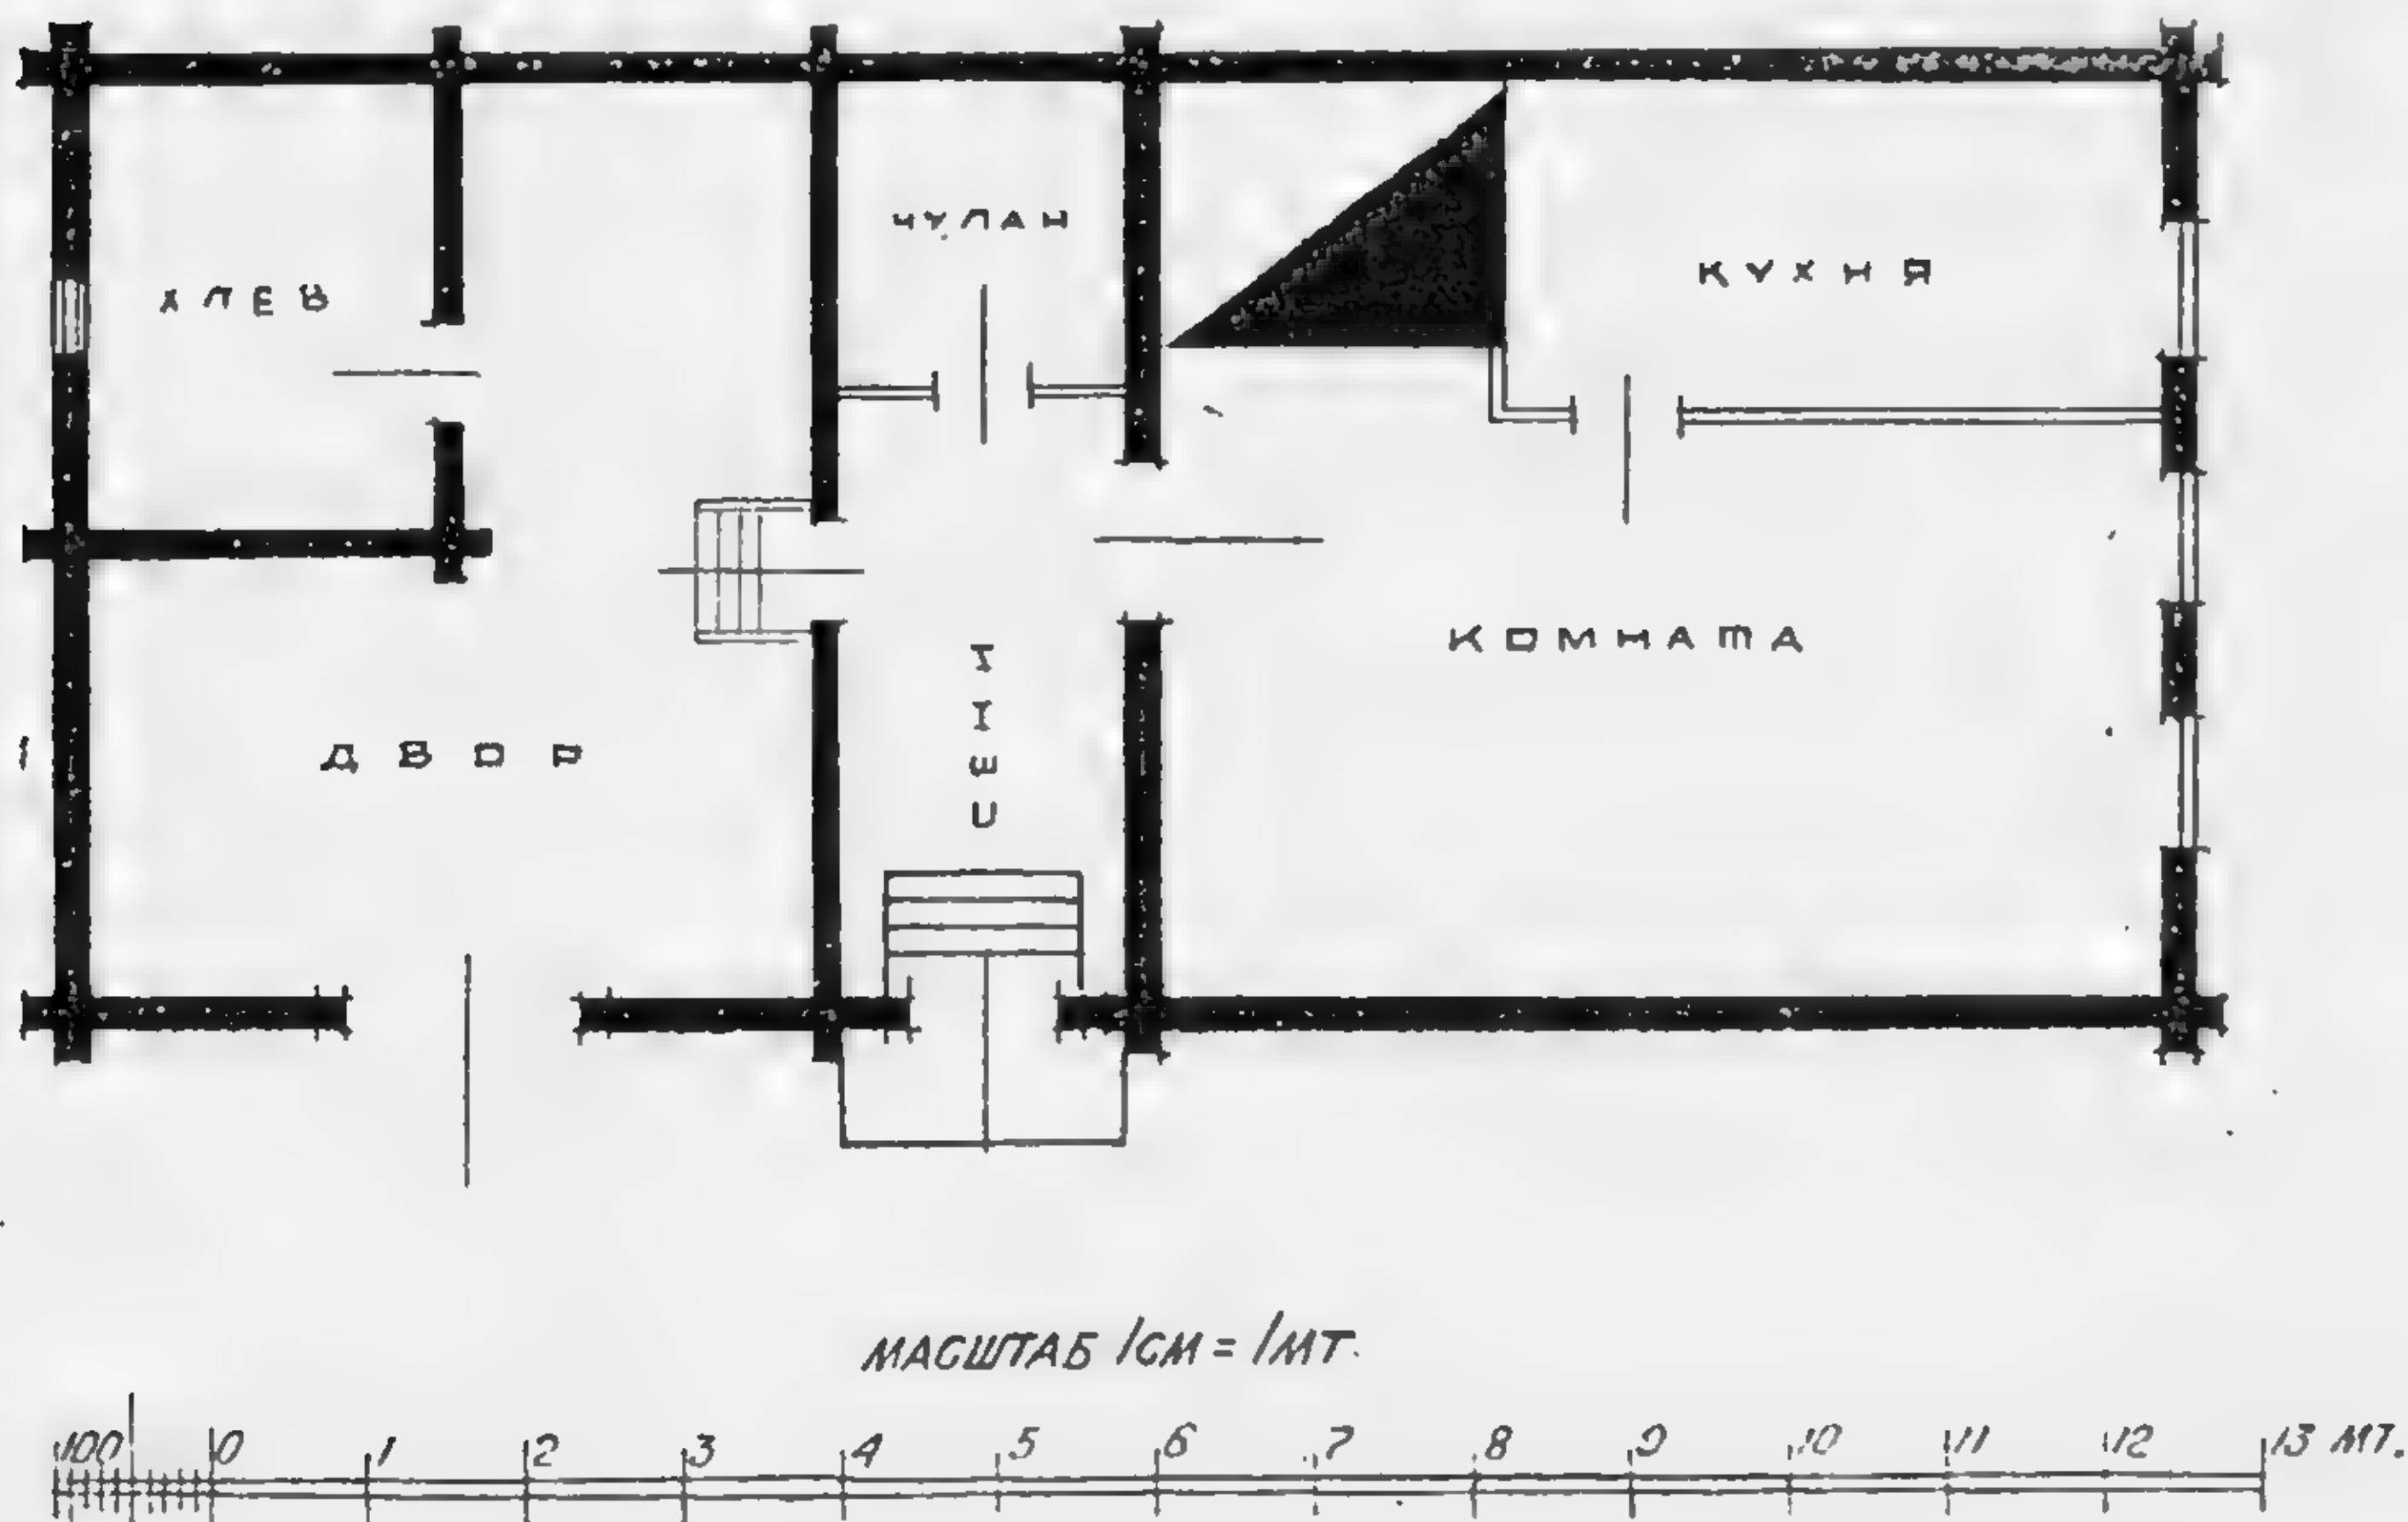 ЧУЛАН
ХЛЕВ
КУХНЯ
КОМНАТА
СЕНИ
ДВОР
МАСШТАБ 1СМ = 1МТ.
100 0 1 2 3 4 5 6 7 8 9 10 11 12 13 МТ.